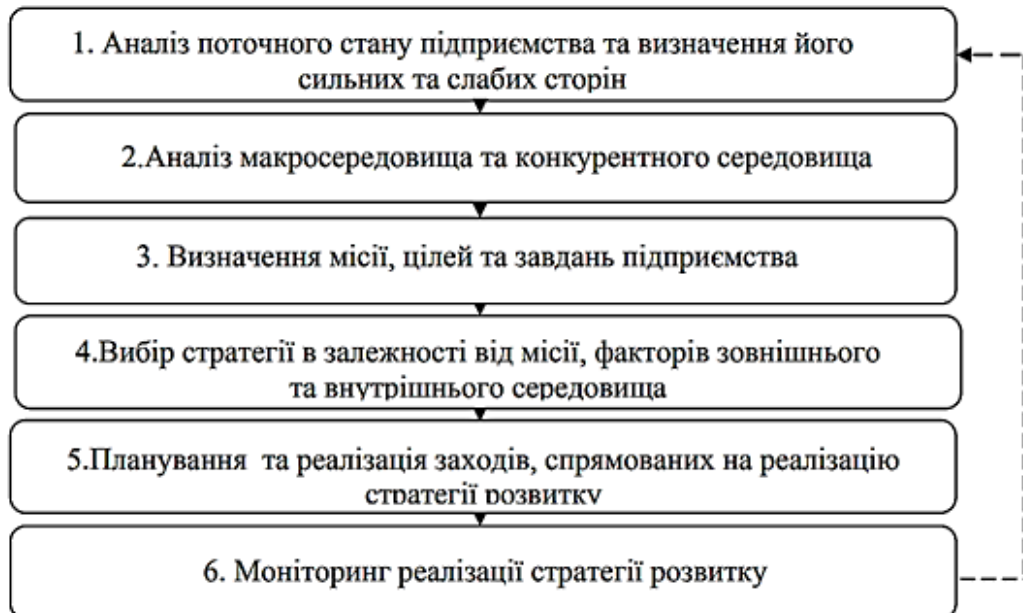 1. Аналіз поточного стану підприємства та визначення його
сильних та слабих сторін
2.Аналіз макросередовища та конкурентного середовища
3. Визначення місії, цілей та завдань підприємства
4.Вибір стратегії в залежності від місії, факторів зовнішнього
та внутрішнього середовища
5.Планування та реалізація заходів, спрямованих на реалізацію
стратегії розвитку
6. Моніторинг реалізації стратегії розвитку